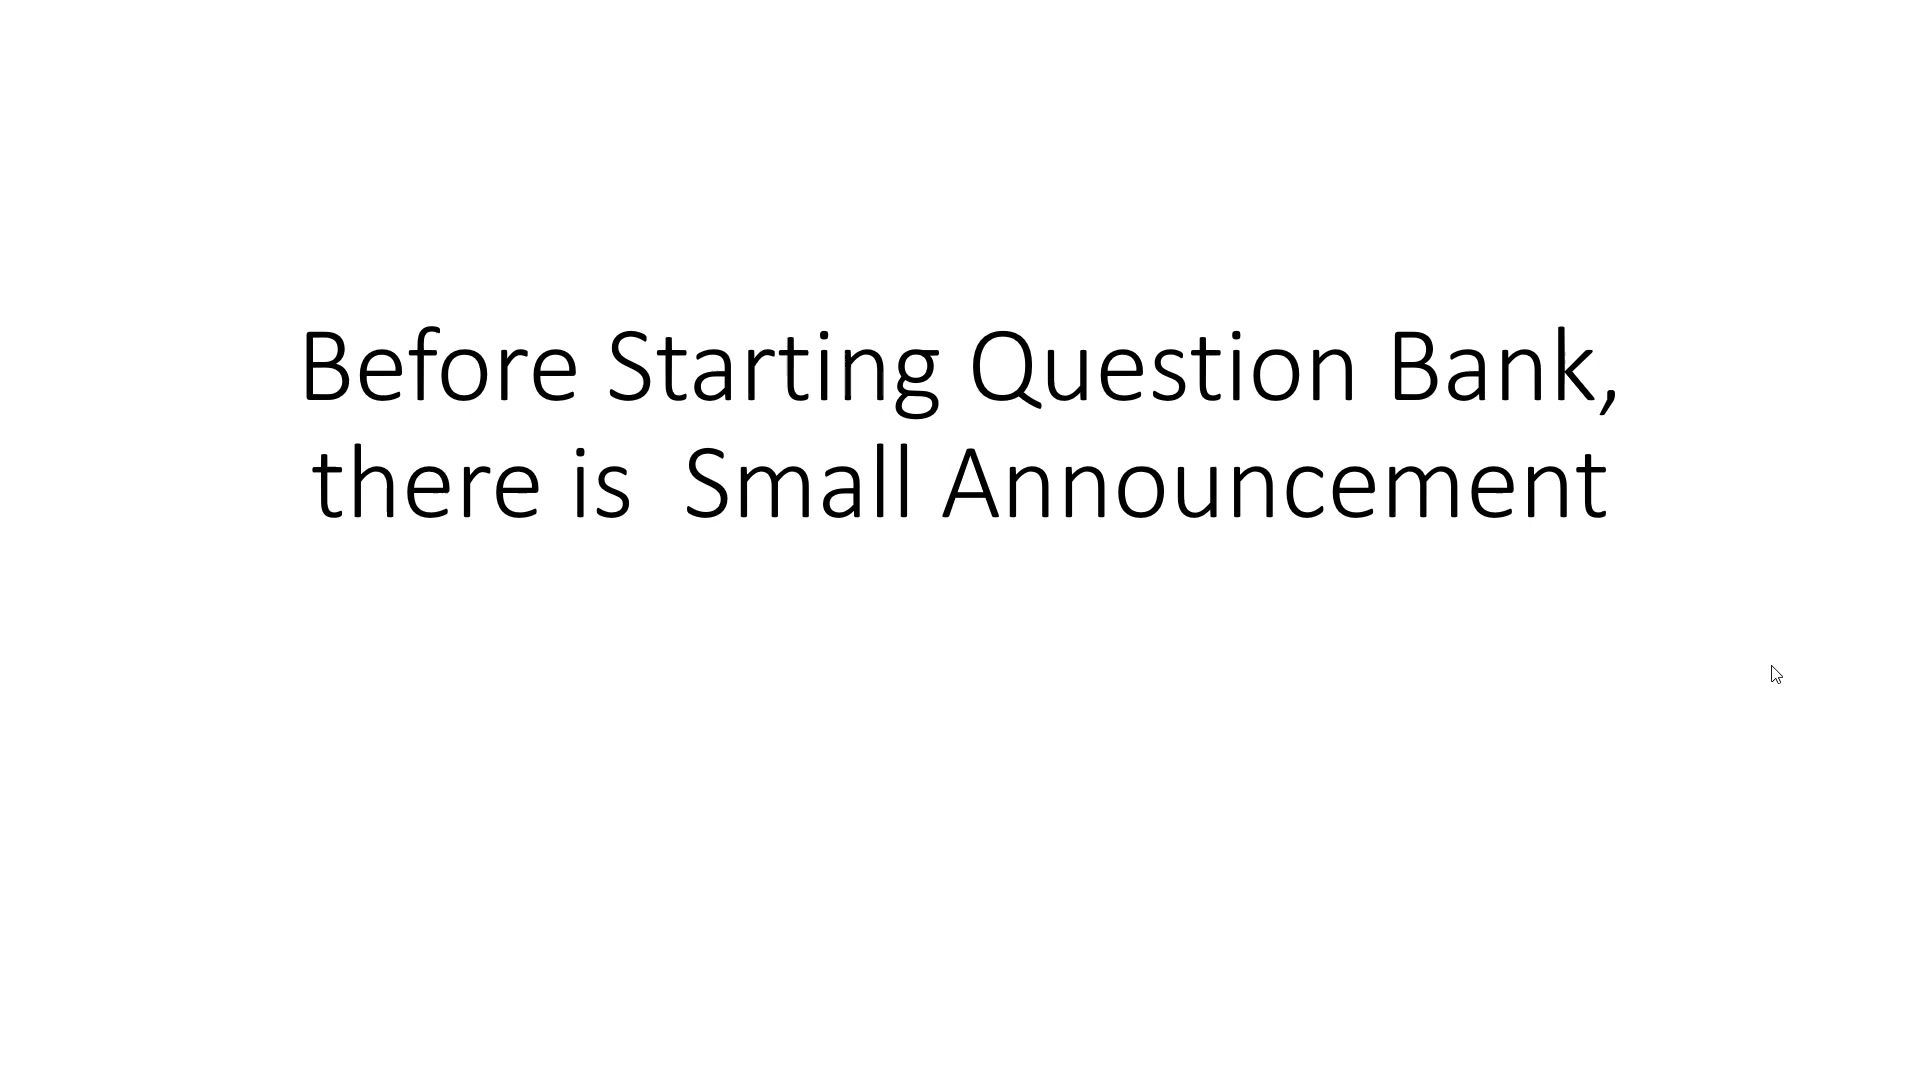 Before Starting Question Bank,
there is  Small Announcement